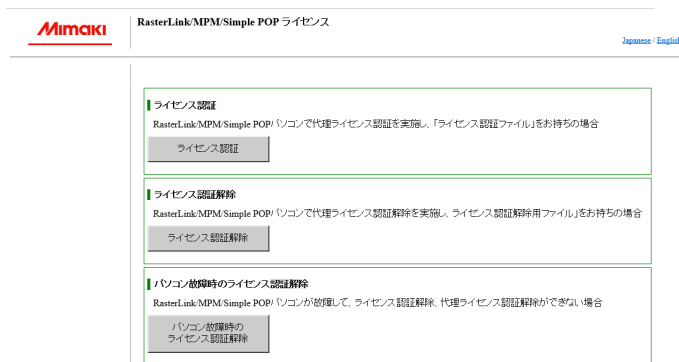 Mimaki
RasterLink/MPM/Simple POP ライセンス
Japanese / English
ライセンス認証
RasterLink/MPM/Simple POPパソコンで代理ライセンス認証を実施し、「ライセンス認証ファイル」をお持ちの場合
ライセンス認証
ライセンス認証解除
RasterLink/MPM/Simple POPパソコンで代理ライセンス認証解除を実施し、ライセンス認証解除用ファイル」をお持ちの場合
ライセンス認証解除
パソコン故障時のライセンス認証解除
RasterLink/MPM/Simple POPパソコンが故障して、ライセンス認証解除、代理ライセンス認証解除ができない場合
パソコン故障時の
ライセンス認証解除